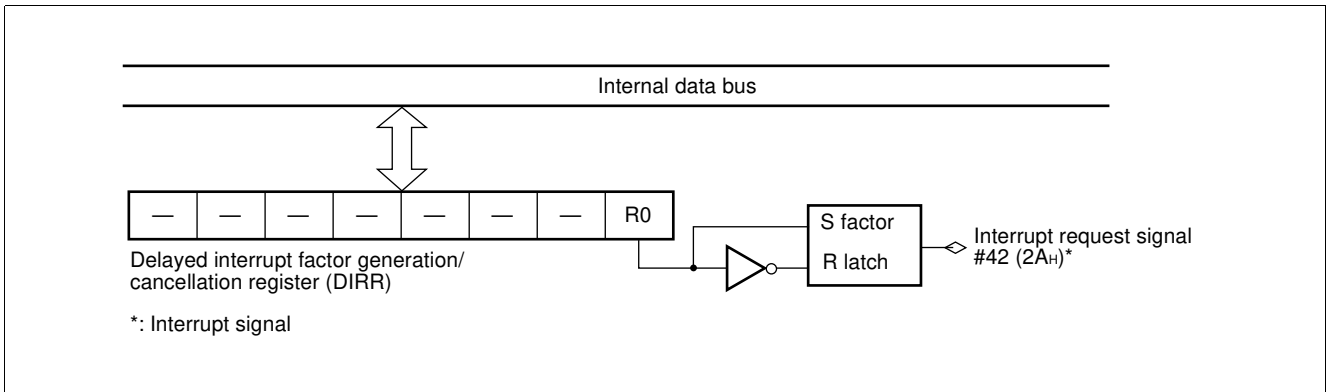 Internal data bus
— — — — — — — R0
S factor
R latch
Interrupt request signal
#42 (2AH)*
Delayed interrupt factor generation/
cancellation register (DIRR)
*: Interrupt signal